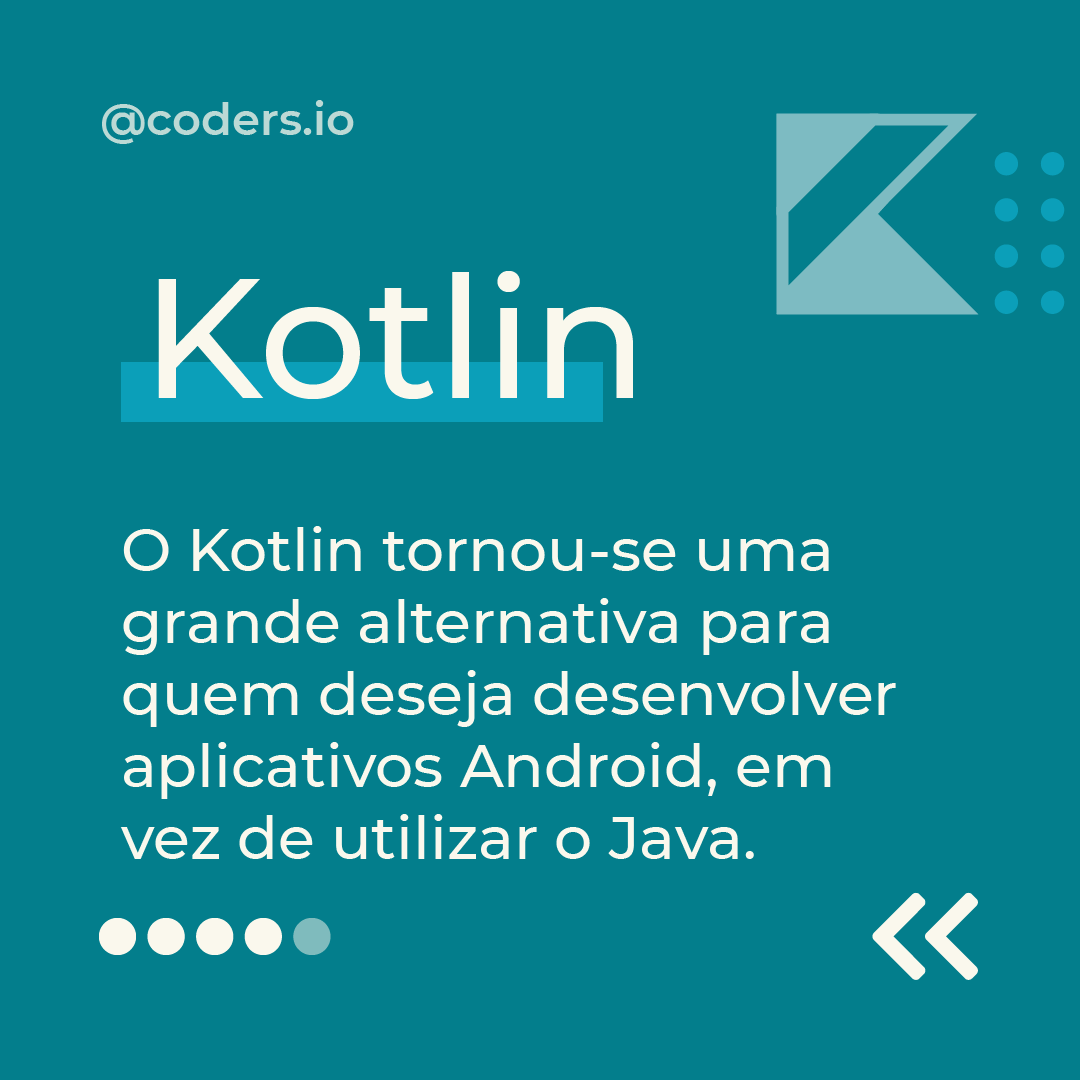 @coders.io
Kotlin
O Kotlin tornou-se uma
grande alternativa para
quem deseja desenvolver
aplicativos Android, em
vez de utilizar o Java.